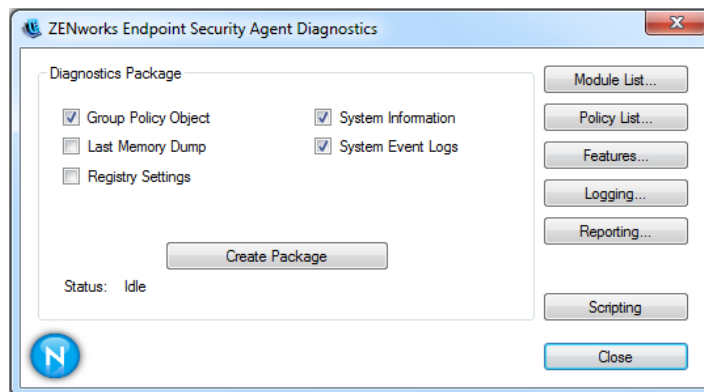 ZENworks Endpoint Security Agent Diagnostics
Diagnostics Package
Group Policy Object
System Information
Last Memory Dump
System Event Logs
Registry Settings
Create Package
Status: Idle
Module List...
Policy List...
Features...
Logging...
Reporting...
Scripting
Close
N